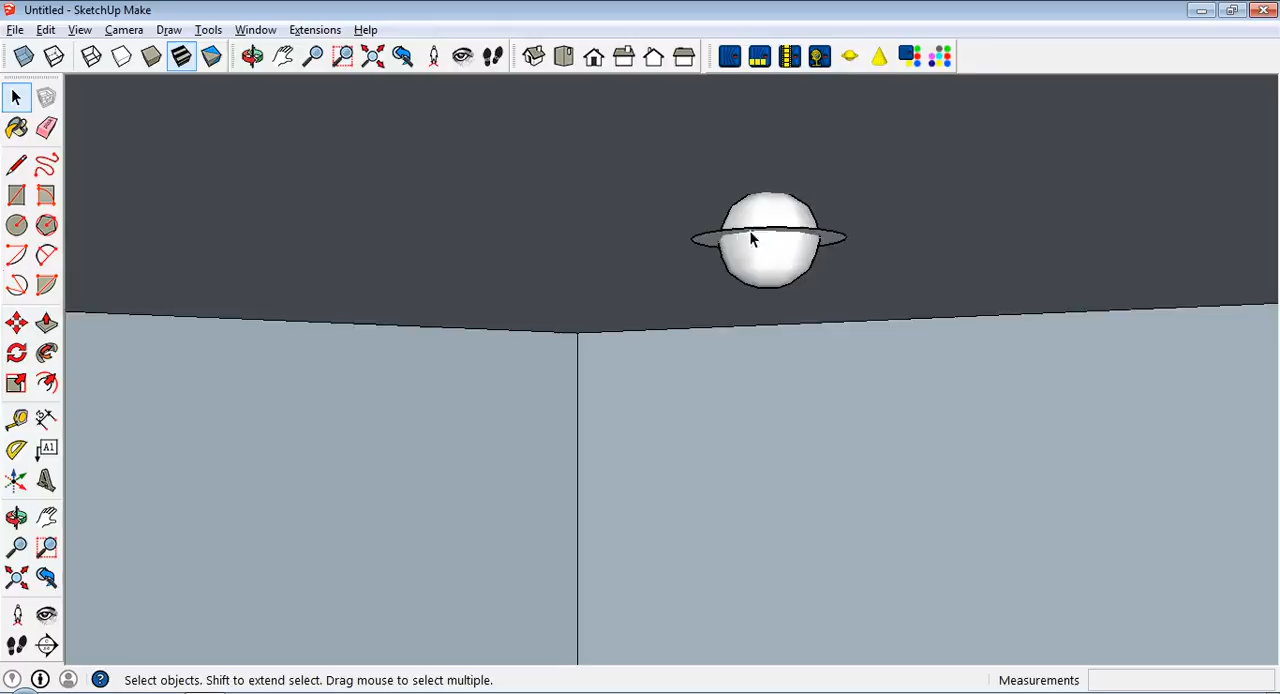 Untitled - SketchUp Make
File Edit View Camera Draw Tools Window Extensions Help
A1
Select objects. Shift to extend select. Drag mouse to select multiple. Measurements